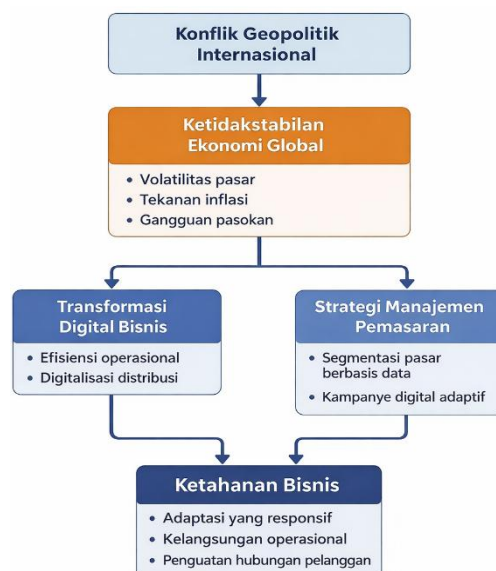 Konflik Geopolitik
Internasional
Ketidakstabilan
Ekonomi Global
• Volatilitas pasar
• Tekanan inflasi
• Gangguan pasokan
Transformasi
Digital Bisnis
• Efisiensi operasional
• Digitalisasi distribusi
Strategi Manajemen
Pemasaran
• Segmentasi pasar
berbasis data
• Kampanye digital adaptif
Ketahanan Bisnis
• Adaptasi yang responsif
• Kelangsungan operasional
• Penguatan hubungan pelanggan